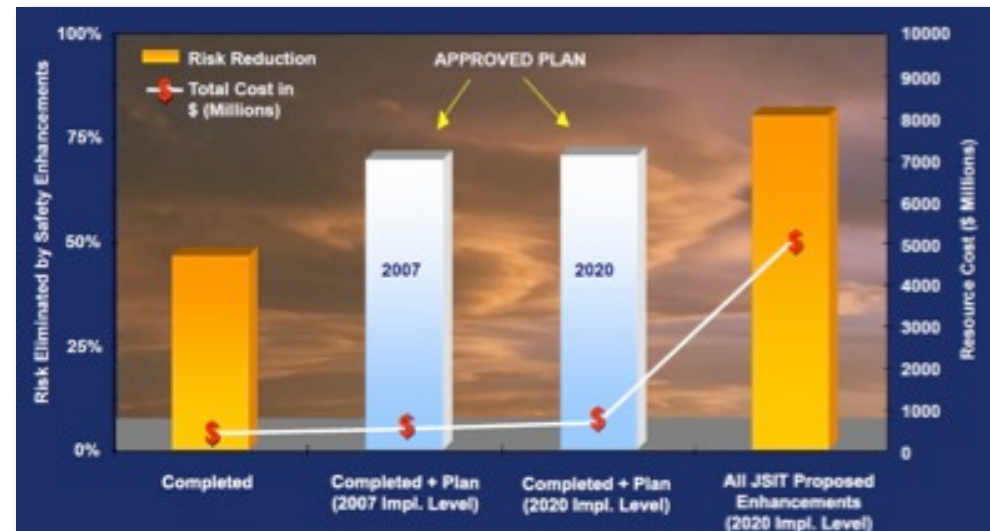 100%
75%
50%
25%
0%
Risk Eliminated by Safety Enhancements
Risk Reduction
Total Cost in
$ (Millions)
APPROVED PLAN
2007
2020
10000
9000
8000
7000
6000
5000
4000
3000
2000
1000
0
Resource Cost ($ Millions)
$
$
$
$
Completed
Completed + Plan
(2007 Impl. Level)
Completed + Plan
(2020 Impl. Level)
All JSIT Proposed
Enhancements
(2020 Impl. Level)